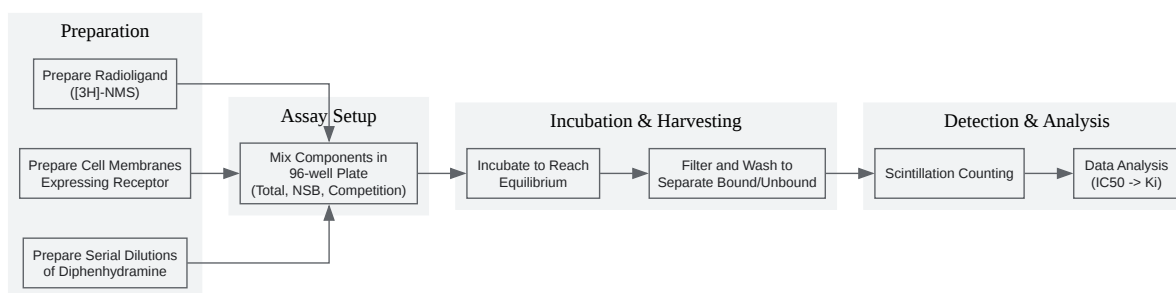 Preparation
Prepare Radioligand
([3H]-NMS)
Prepare Cell Membranes
Expressing Receptor
Prepare Serial Dilutions
of Diphenhydramine
Assay Setup
Mix Components in
96-well Plate
(Total, NSB, Competition)
Incubation & Harvesting
Incubate to Reach
Equilibrium
Filter and Wash to
Separate Bound/Unbound
Detection & Analysis
Scintillation Counting
Data Analysis
(IC50 -> Ki)